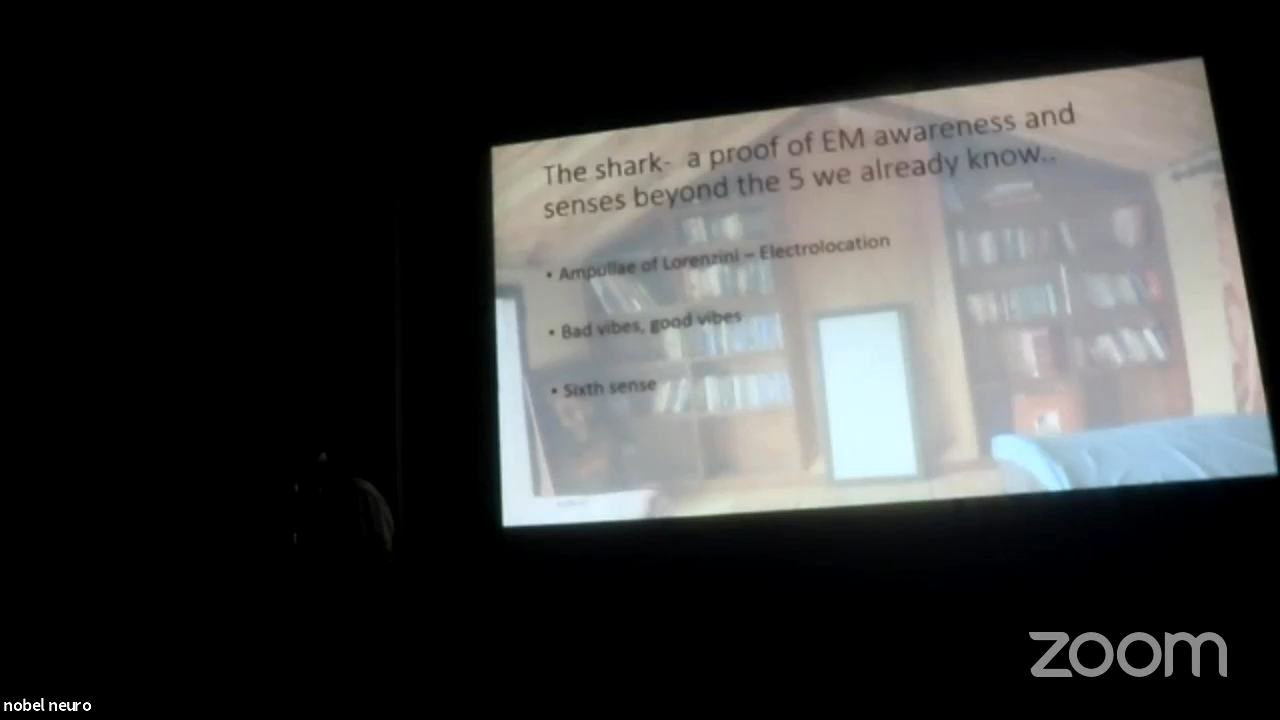 The shark- a proof of EM awareness and
senses beyond the 5 we already know..
• Ampullae of Lorenzini – Electrolocation
• Bad vibes, good vibes
• Sixth sense
zoom
nobel neuro